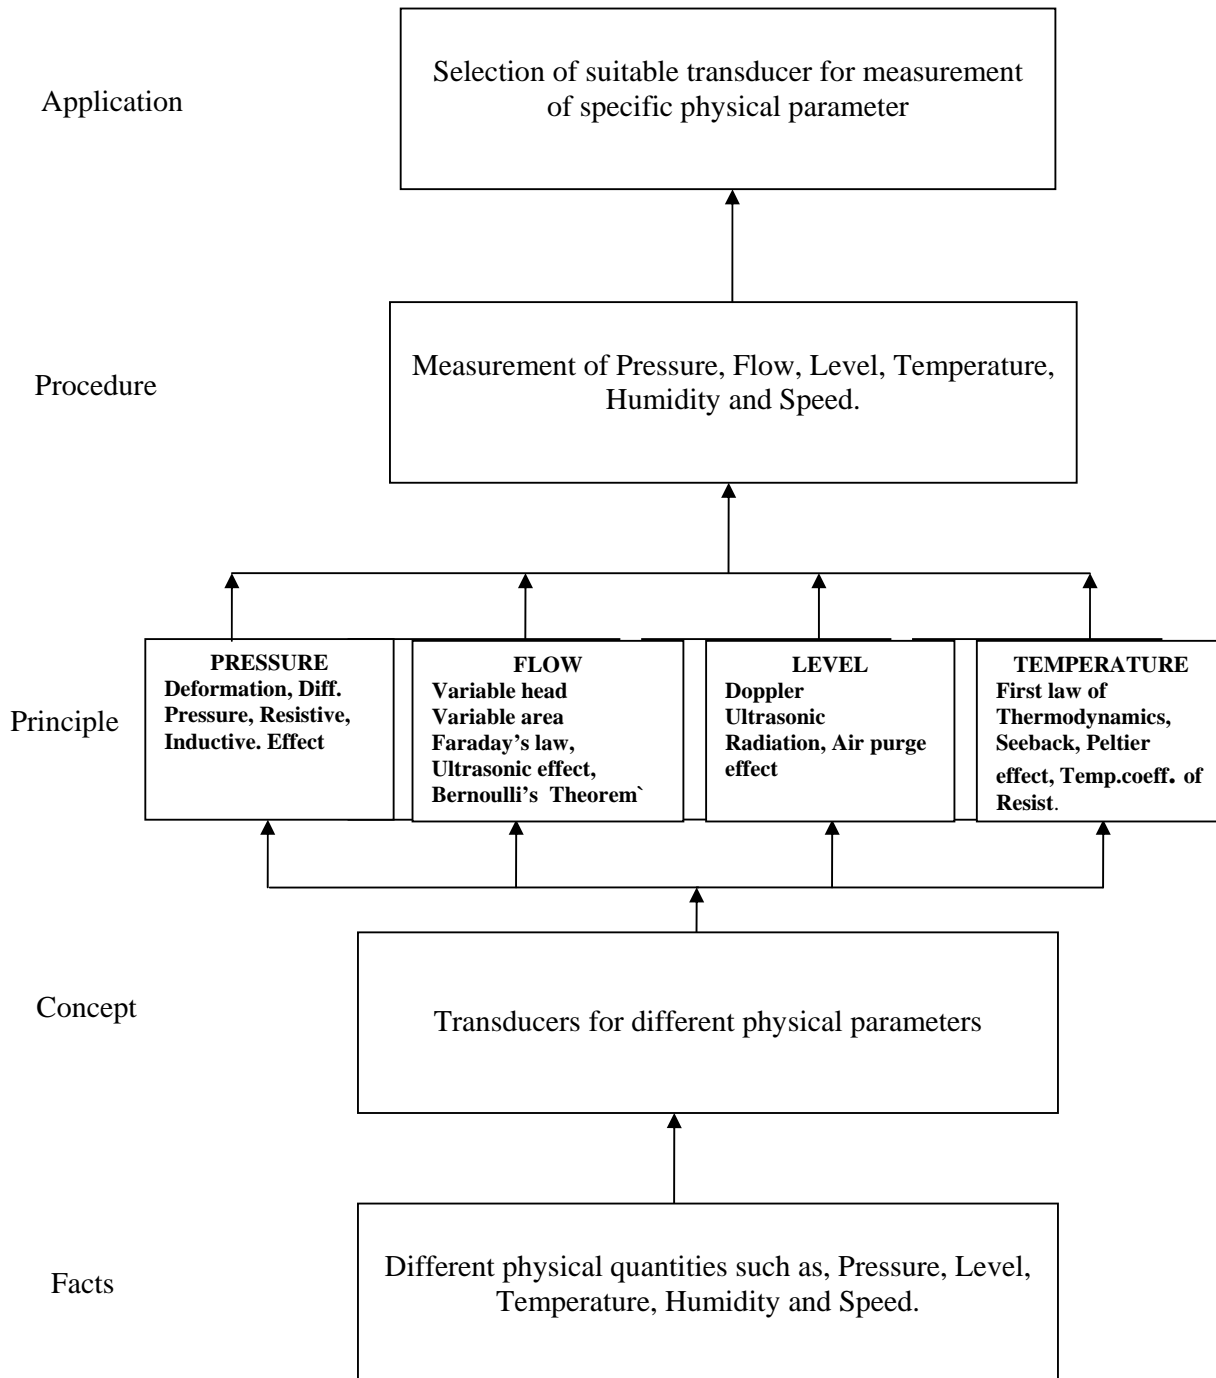 Application
Selection of suitable transducer for measurement
of specific physical parameter
Procedure
Measurement of Pressure, Flow, Level, Temperature,
Humidity and Speed.
Principle
PRESSURE
Deformation, Diff.
Pressure, Resistive,
Inductive. Effect
FLOW
Variable head
Variable area
Faraday’s law,
Ultrasonic effect,
Bernoulli’s Theorem`
LEVEL
Doppler
Ultrasonic
Radiation, Air purge
effect
TEMPERATURE
First law of
Thermodynamics,
Seeback, Peltier
effect, Temp.coeff. of
Resist.
Concept
Transducers for different physical parameters
Facts
Different physical quantities such as, Pressure, Level,
Temperature, Humidity and Speed.